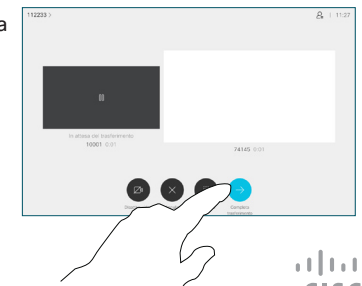 a
112233 >
11:27
In attesa del trasferimento
10001 0:01
74145 0:01
Completa
trasferimento